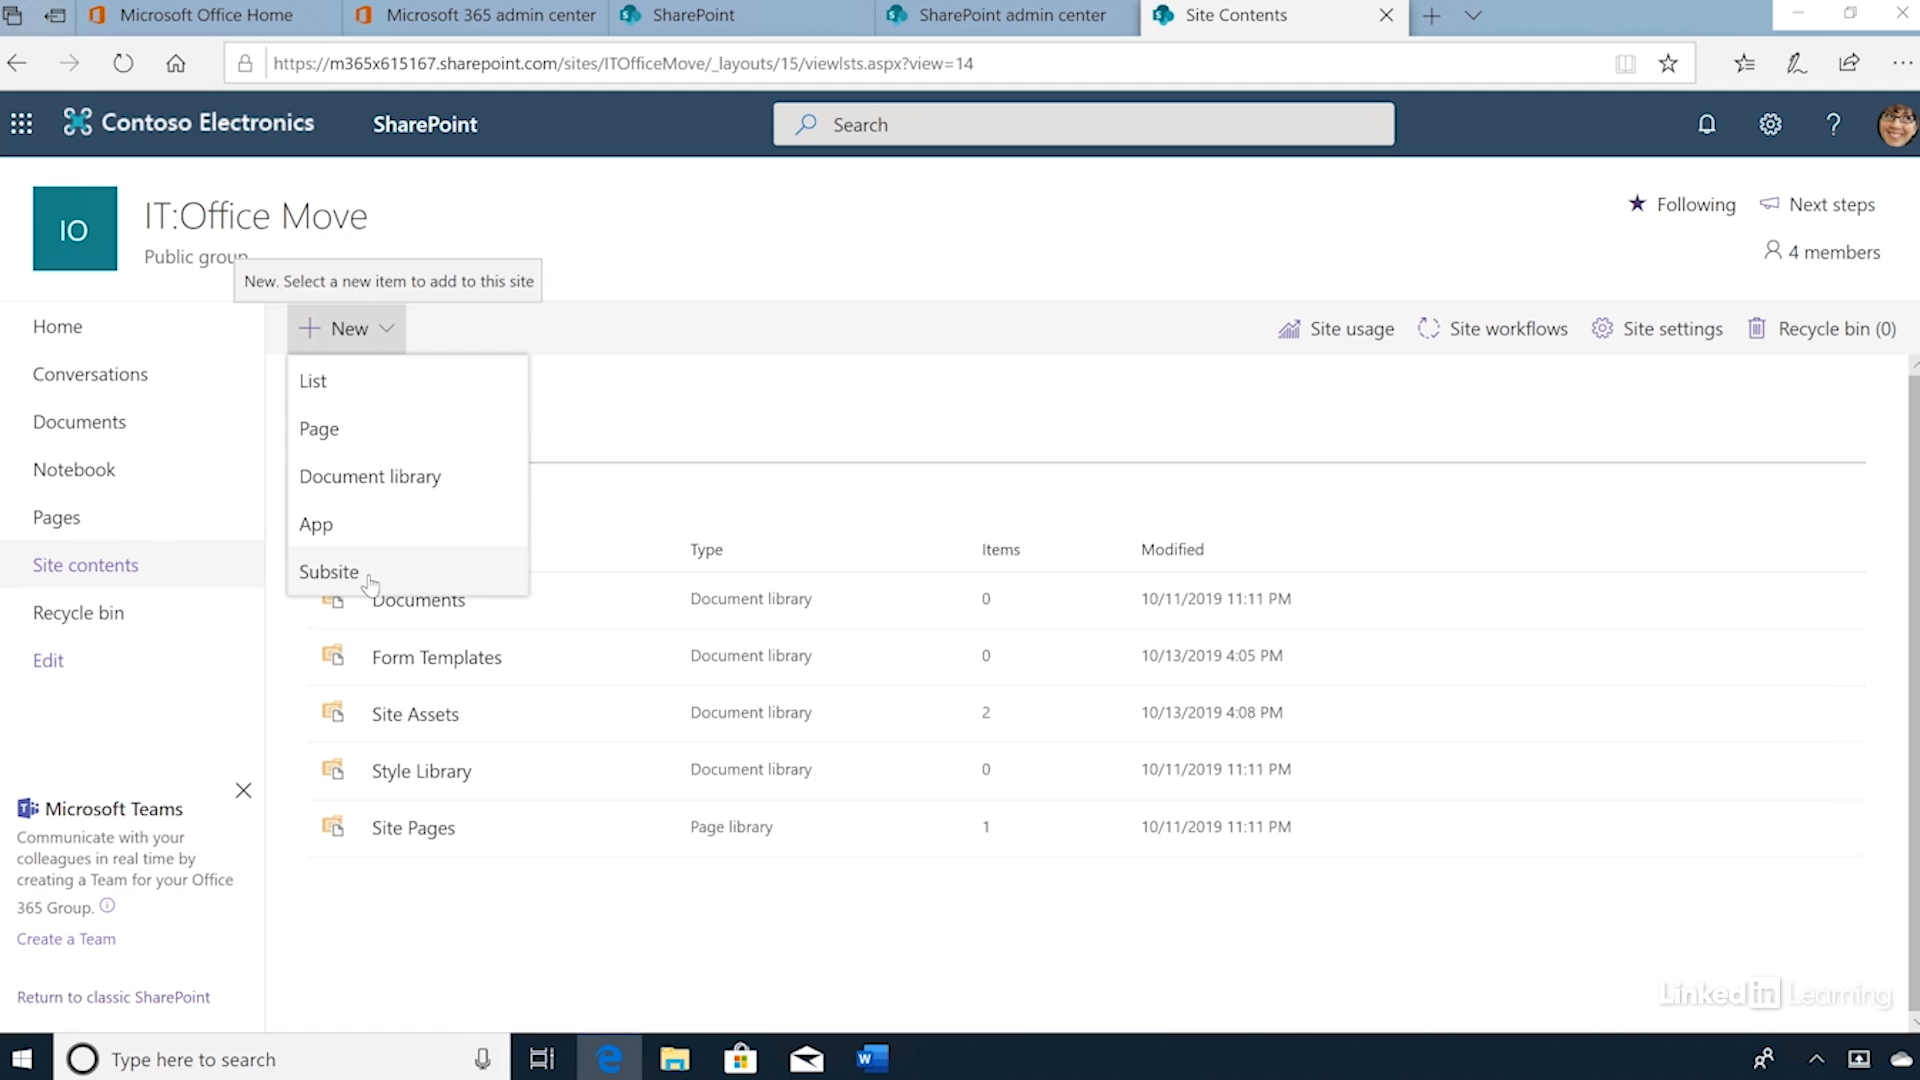 Microsoft Office Home
Microsoft 365 admin center
SharePoint
SharePoint admin center
Site Contents
https://m365x615167.sharepoint.com/sites/ITOfficeMove/_layouts/15/viewlsts.aspx?view=14
Contoso Electronics
SharePoint
Search
IO
IT:Office Move
Public group
Following
Next steps
4 members
New. Select a new item to add to this site
Home
Conversations
Documents
Notebook
Pages
Site contents
Recycle bin
Edit
New
Site usage
Site workflows
Site settings
Recycle bin (0)
List
Page
Document library
App
Subsite
Type Items Modified
Documents Document library 0 10/11/2019 11:11 PM
Form Templates Document library 0 10/13/2019 4:05 PM
Site Assets Document library 2 10/13/2019 4:08 PM
Style Library Document library 0 10/11/2019 11:11 PM
Site Pages Page library 1 10/11/2019 11:11 PM
Microsoft Teams
Communicate with your
colleagues in real time by
creating a Team for your Office
365 Group.
Create a Team
Return to classic SharePoint
Linked in Learning
Type here to search